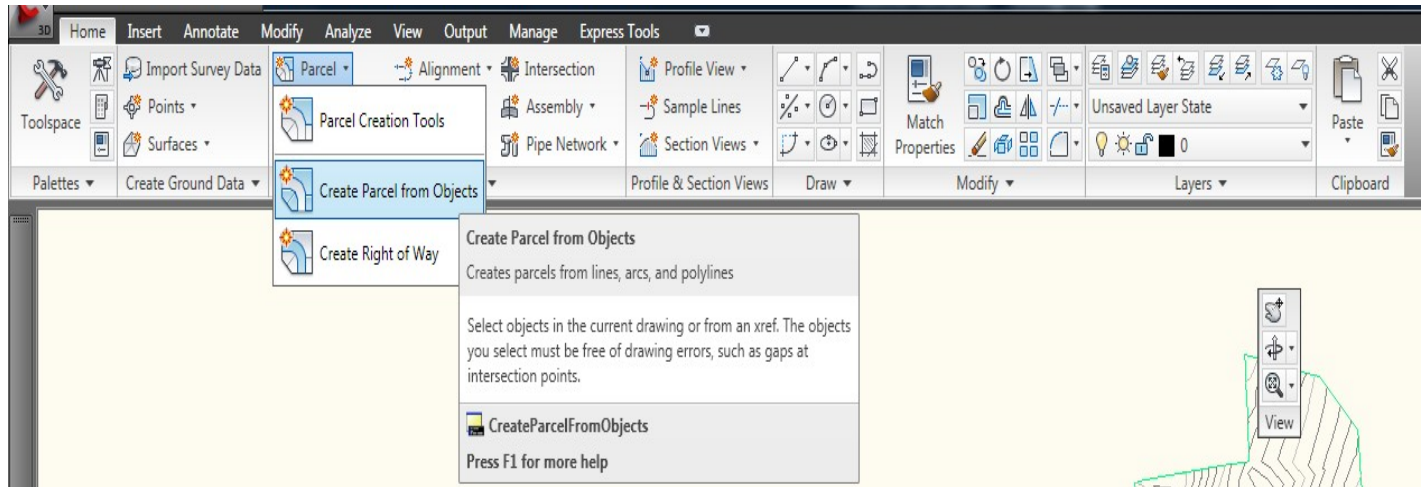 3D Home Insert Annotate Modify Analyze View Output Manage Express Tools
Import Survey Data Parcel Alignment Intersection Profile View
Points Assembly Sample Lines Unsaved Layer State
Toolspace Parcel Creation Tools Match Properties Paste
Surfaces Pipe Network Section Views 0
Palettes Create Ground Data Profile & Section Views Draw Modify Layers Clipboard
Create Parcel from Objects
Create Right of Way
Create Parcel from Objects
Creates parcels from lines, arcs, and polylines
Select objects in the current drawing or from an xref. The objects
you select must be free of drawing errors, such as gaps at
intersection points.
CreateParcelFromObjects
Press F1 for more help
View